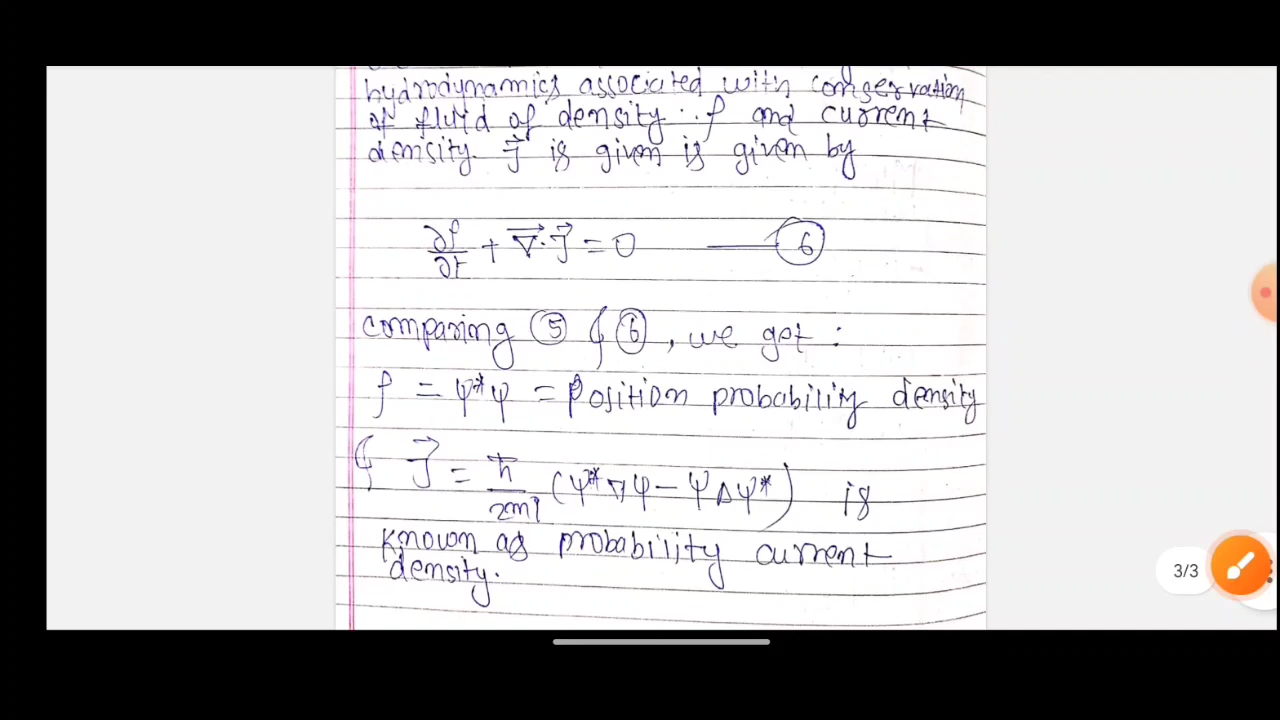 hydrodynamics associated with conservation
of fluid of density ρ and current
density J⃗ is given is given by
∂ρ/∂t + ∇⃗·J⃗ = 0 —— ⑥
comparing ⑤ & ⑥, we get :
ρ = ψ*ψ = Position probability density
& J⃗ = ħ/2mi (ψ*∇ψ - ψ∆ψ*) is
known as probability current
density.
3/3